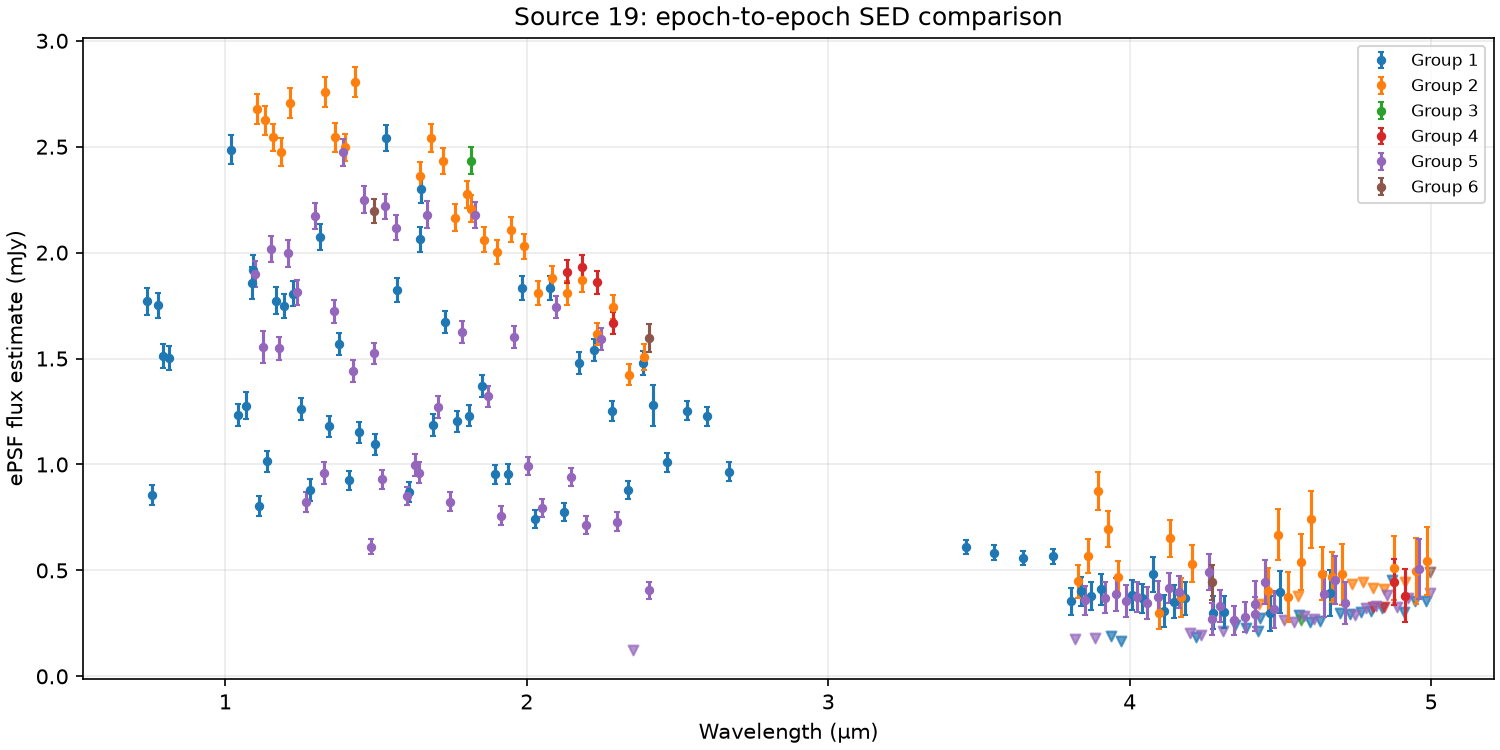 Source 19: epoch-to-epoch SED comparison
3.0
2.5
2.0
1.5
1.0
0.5
0.0
ePSF flux estimate (mJy)
Group 1
Group 2
Group 3
Group 4
Group 5
Group 6
1
2
3
4
5
Wavelength (μm)